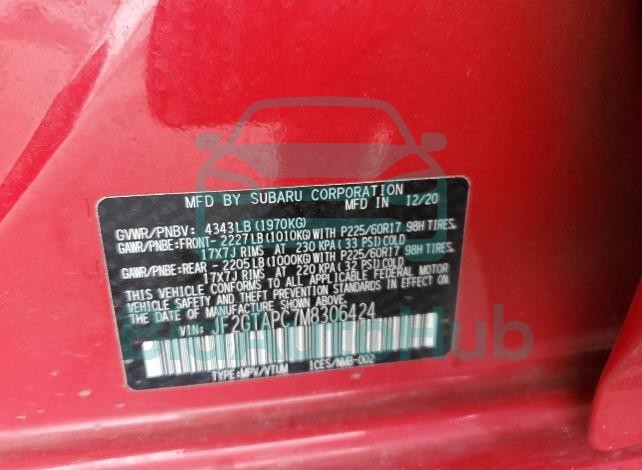 MFD BY SUBARU CORPORATION
MFD IN 12/20
GVWR/PNBV: 4343LB(1970KG)
GAWR/PNBE:FRONT-2227LB(1010KG)WITH P225/60R17 98H TIRES,
17X7J RIMS AT 230 KPA(33 PSI)COLD
GAWR/PNBE:REAR -2205LB(1000KG)WITH P225/60R17 98H TIRES,
17X7J RIMS AT 220 KPA(32 PSI)COLD
THIS VEHICLE CONFORMS TO ALL APPLICABLE FEDERAL MOTOR
VEHICLE SAFETY, BUMPER, AND THEFT PREVENTION STANDARDS IN EFFECT
ON THE DATE OF MANUFACTURE SHOWN ABOVE.
VIN: JF2GTAPC7M8306424
TYPE:MPV/VTUM ICES/NMB-002
BidAutoHub